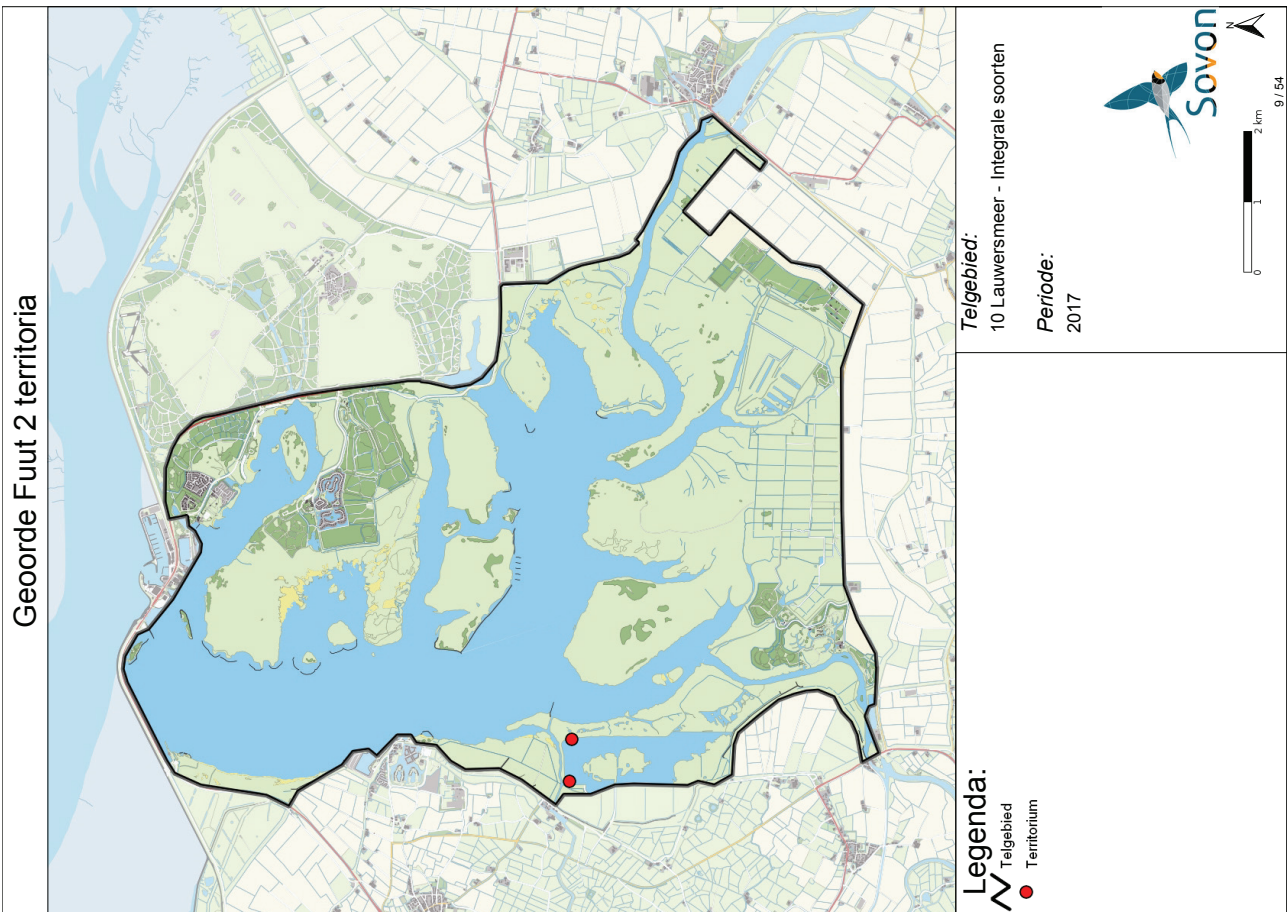 Geoorde Fuut 2 territoria
Legenda:
Telgebied
Territorium
Telgebied:
10 Lauwersmeer - Integrale soorten
Periode:
2017
Sovon
N
0 1 2 km
9 / 54